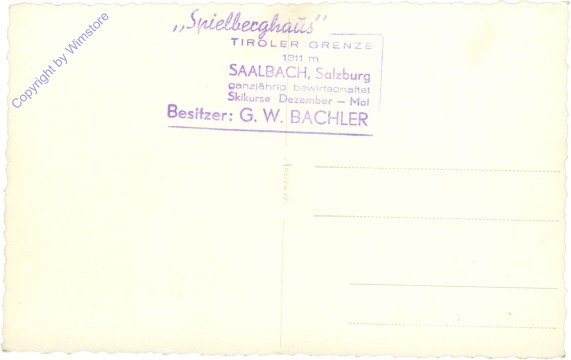 „Spielberghaus"
TIROLER GRENZE
1311 m
SAALBACH, Salzburg
ganzjährig bewirtschaftet
Skikurse Dezember – Mai
Besitzer: G. W. BACHLER
Copyright by Wimstore